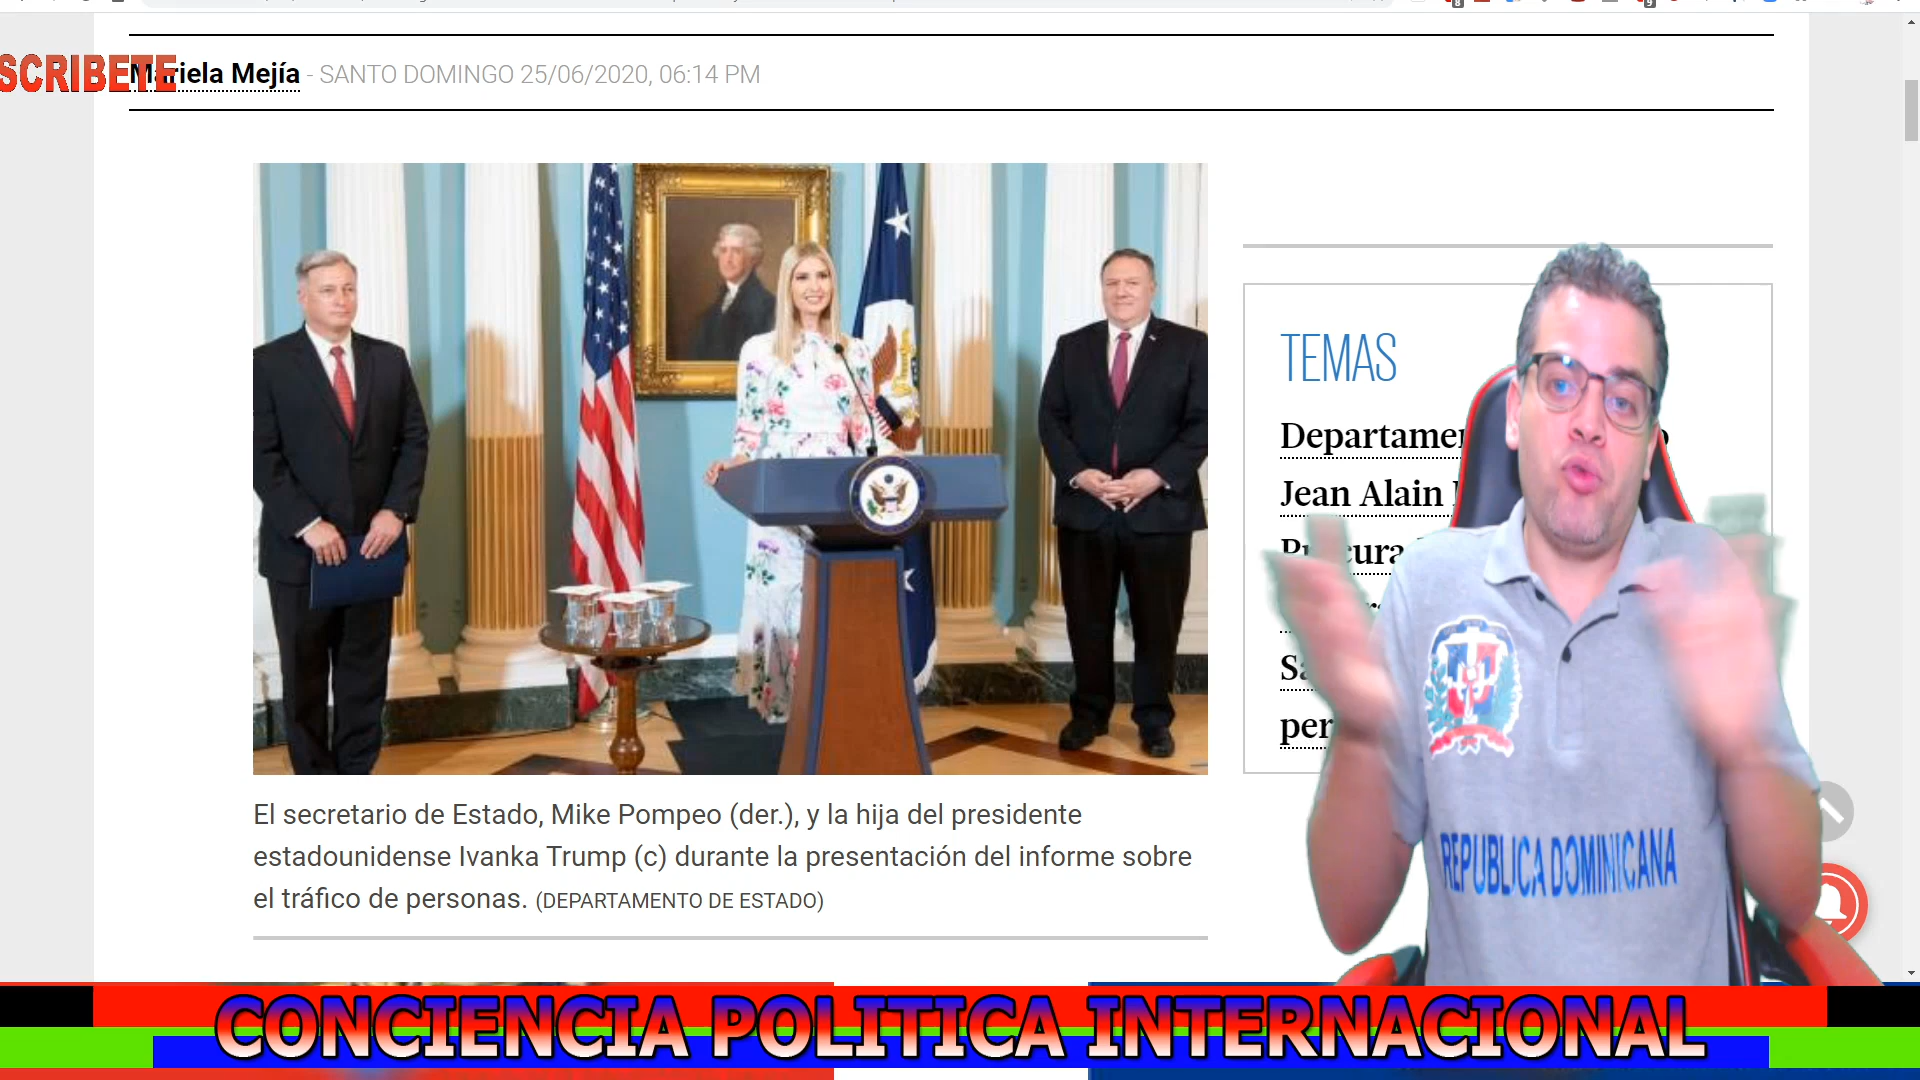 SCRIBETE
Mariela Mejía - SANTO DOMINGO 25/06/2020, 06:14 PM
TEMAS
Jean Alain
El secretario de Estado, Mike Pompeo (der.), y la hija del presidente
estadounidense Ivanka Trump (c) durante la presentación del informe sobre
el tráfico de personas. (DEPARTAMENTO DE ESTADO)
REPUBLICA DOMINICANA
CONCIENCIA POLITICA INTERNACIONAL